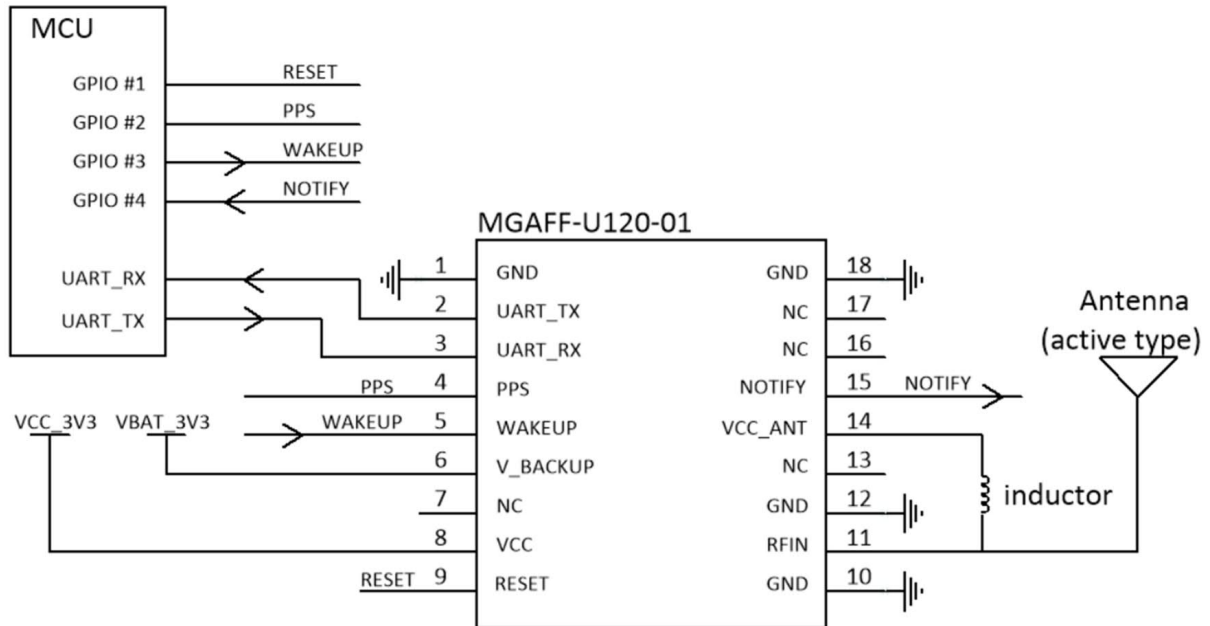 MCU
GPIO #1 RESET
GPIO #2 PPS
GPIO #3 WAKEUP
GPIO #4 NOTIFY
UART_RX
UART_TX
MGAFF-U120-01
1 GND GND 18
2 UART_TX NC 17
3 UART_RX NC 16
PPS 4 PPS NOTIFY 15 NOTIFY
WAKEUP 5 WAKEUP VCC_ANT 14
VCC_3V3 VBAT_3V3
6 V_BACKUP NC 13
7 NC GND 12
8 VCC RFIN 11
RESET 9 RESET GND 10
Antenna
(active type)
inductor